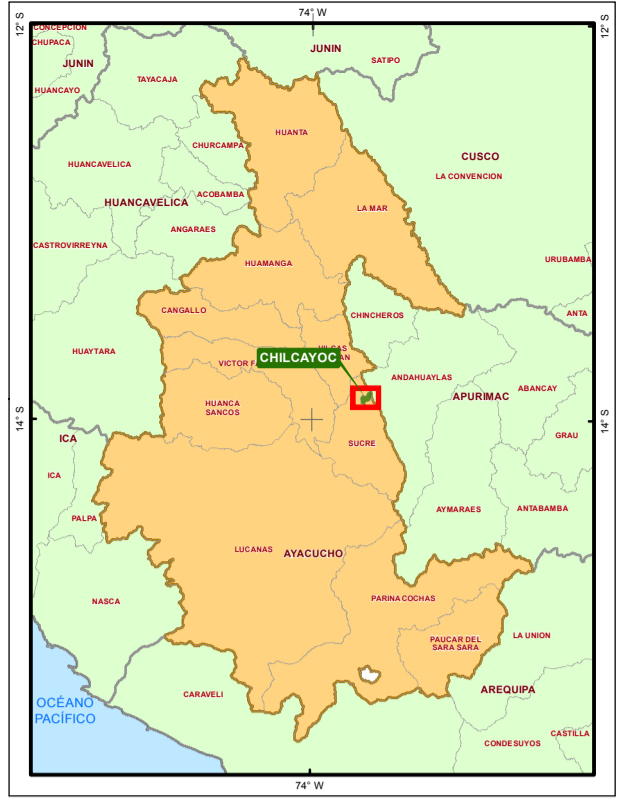 74° W
12° S
12° S
CONCEPCION
CHUPACA
JUNIN
JUNIN
SATIPO
TAYACAJA
HUANCAYO
HUANTA
CHURCAMPA
CUSCO
HUANCAVELICA
LA CONVENCION
ACOBAMBA
HUANCAVELICA
LA MAR
ANGARAES
CASTROVIRREYNA
URUBAMBA
HUAMANGA
CANGALLO
CHINCHEROS
ANTA
HUAYTARA
CHILCAYOC
ANDAHUAYLAS
ABANCAY
APURIMAC
HUANCA
SANCOS
14° S
14° S
ICA
SUCRE
GRAU
ICA
PALPA
AYMARAES
ANTABAMBA
LUCANAS
AYACUCHO
NASCA
PARINACOCHAS
PAUCAR DEL
SARA SARA
LA UNION
CARAVELI
AREQUIPA
OCÉANO
PACÍFICO
CASTILLA
CONDESUYOS
74° W